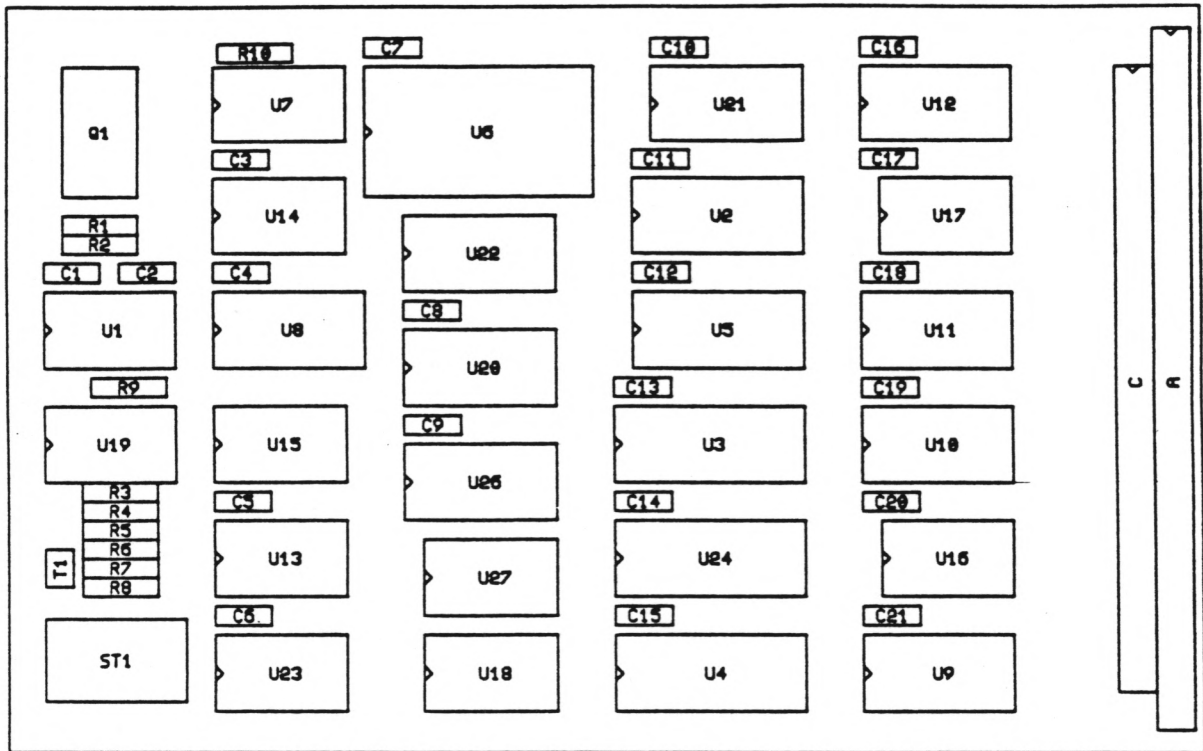 R10 C7 C10 C16
Q1 U7 U6 U21 U12
C3 C11 C17
R1 U14 U2 U17
R2 U22
C1 C2 C4 C12 C18
U1 U8 C8 U5 U11
U20
R9 C13 C19
C A
U19 U15 C9 U3 U10
U26
R3 C5 C14 C20
R4
R5
R6 U13 U24 U16
T1 R7 U27
R8
C6 C15 C21
ST1 U23 U18 U4 U9